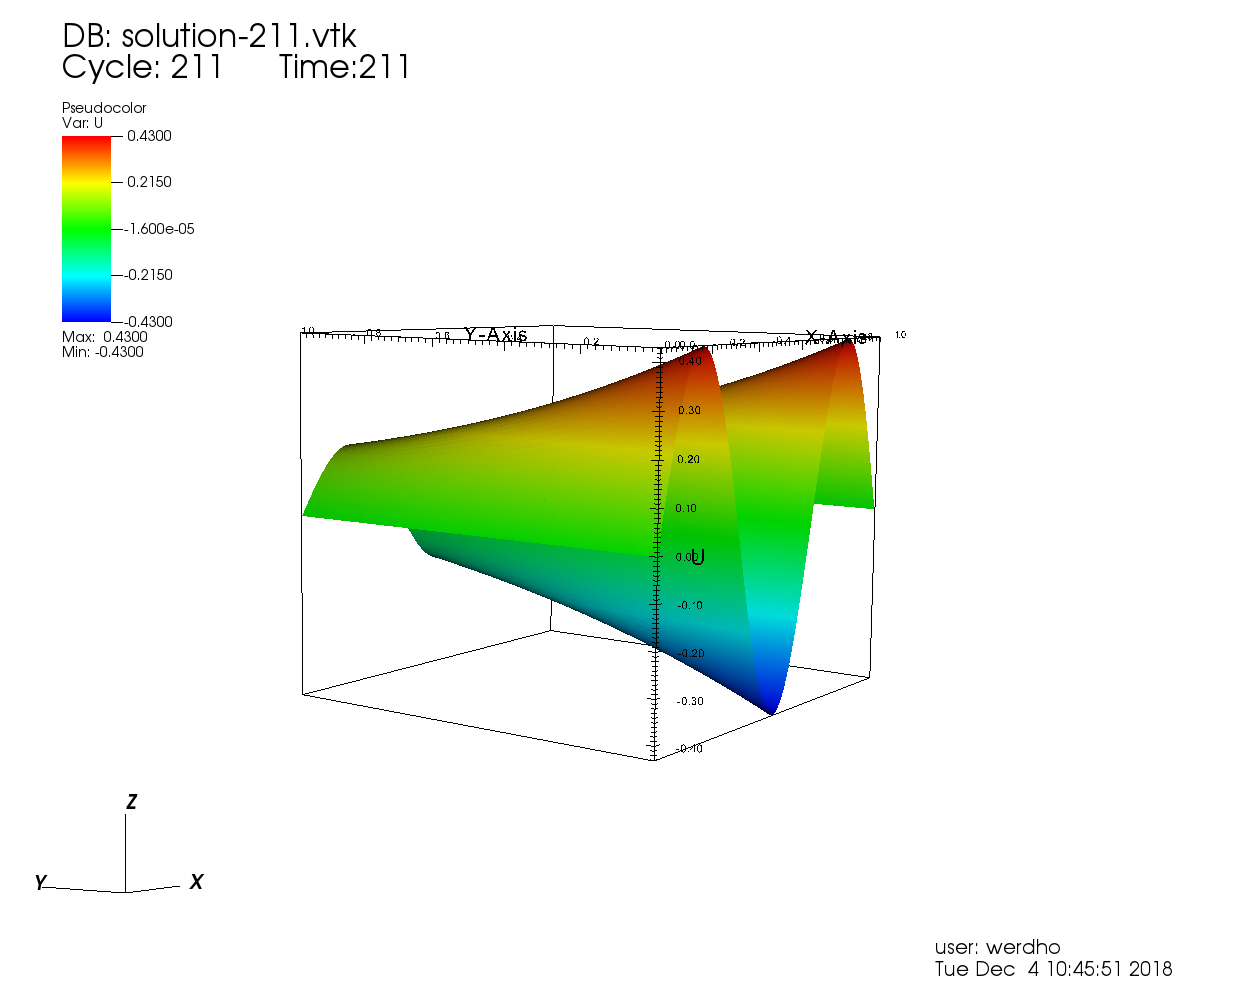 DB: solution-211.vtk
Cycle: 211 Time:211
Pseudocolor
Var: U
0.4300
0.2150
-1.600e-05
-0.2150
-0.4300
Max: 0.4300
Min: -0.4300
1.0
0.8
0.6
Y-Axis
0.2
0.0
0.0
0.2
0.4
X-Axis
1.0
0.40
0.30
0.20
0.10
0.00
U
-0.10
-0.20
-0.30
-0.40
Z
Y
X
user: werdho
Tue Dec 4 10:45:51 2018